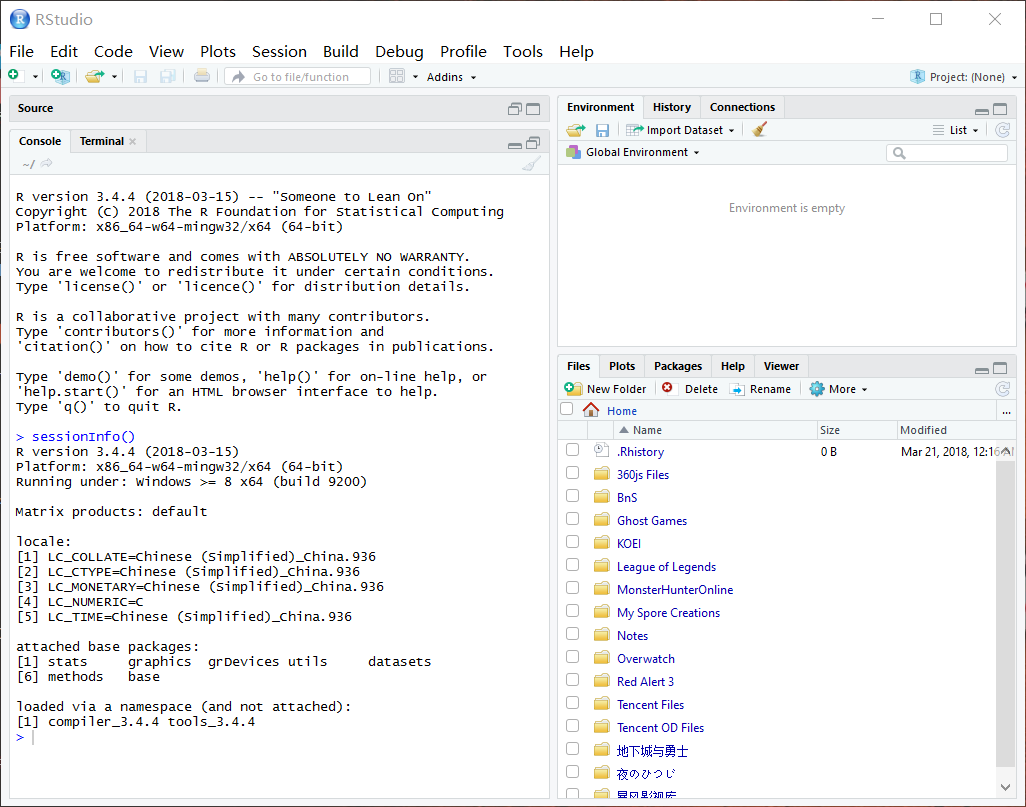 RStudio
File Edit Code View Plots Session Build Debug Profile Tools Help
Go to file/function Addins Project: (None)
Source
Console Terminal
~/
R version 3.4.4 (2018-03-15) -- "Someone to Lean On"
Copyright (C) 2018 The R Foundation for Statistical Computing
Platform: x86_64-w64-mingw32/x64 (64-bit)
R is free software and comes with ABSOLUTELY NO WARRANTY.
You are welcome to redistribute it under certain conditions.
Type 'license()' or 'licence()' for distribution details.
R is a collaborative project with many contributors.
Type 'contributors()' for more information and
'citation()' on how to cite R or R packages in publications.
Type 'demo()' for some demos, 'help()' for on-line help, or
'help.start()' for an HTML browser interface to help.
Type 'q()' to quit R.
> sessionInfo()
R version 3.4.4 (2018-03-15)
Platform: x86_64-w64-mingw32/x64 (64-bit)
Running under: Windows >= 8 x64 (build 9200)
Matrix products: default
locale:
[1] LC_COLLATE=Chinese (Simplified)_China.936
[2] LC_CTYPE=Chinese (Simplified)_China.936
[3] LC_MONETARY=Chinese (Simplified)_China.936
[4] LC_NUMERIC=C
[5] LC_TIME=Chinese (Simplified)_China.936
attached base packages:
[1] stats graphics grDevices utils datasets
[6] methods base
loaded via a namespace (and not attached):
[1] compiler_3.4.4 tools_3.4.4
>
Environment History Connections
Import Dataset List
Global Environment
Environment is empty
Files Plots Packages Help Viewer
New Folder Delete Rename More
Home ...
Name Size Modified
.Rhistory 0 B Mar 21, 2018, 12:16
360js Files
BnS
Ghost Games
KOEI
League of Legends
MonsterHunterOnline
My Spore Creations
Notes
Overwatch
Red Alert 3
Tencent Files
Tencent OD Files
地下城与勇士
夜のひつじ